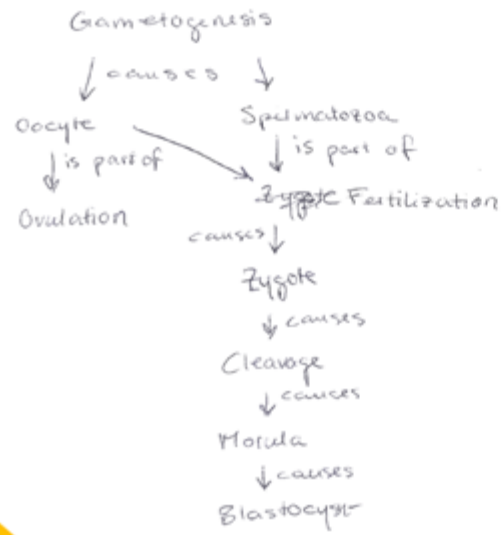 Gametogenesis
causes
Oocyte
Spermatozoa
is part of
is part of
Ovulation
Zygote Fertilization
causes
Zygote
causes
Cleavage
causes
Morula
causes
Blastocyst